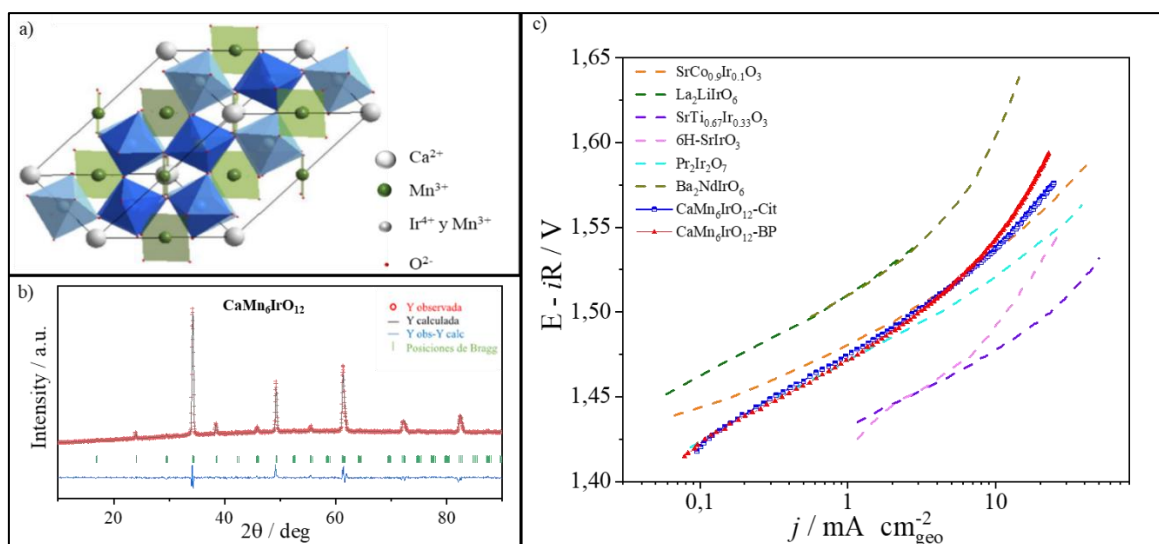 a)
Ca²⁺
Mn³⁺
Ir⁴⁺ y Mn³⁺
O²⁻
b)
CaMn₆IrO₁₂
Y observada
Y calculada
Y obs-Y calc
Posiciones de Bragg
Intensity / a.u.
20 40 60 80
2θ / deg
c)
1,65
1,60
1,55
1,50
1,45
1,40
E - iR / V
SrCo₀.₉Ir₀.₁O₃
La₂LiIrO₆
SrTi₀.₆₇Ir₀.₃₃O₃
6H-SrIrO₃
Pr₂Ir₂O₇
Ba₂NdIrO₆
CaMn₆IrO₁₂-Cit
CaMn₆IrO₁₂-BP
0,1 1 10
j / mA cm⁻²geo